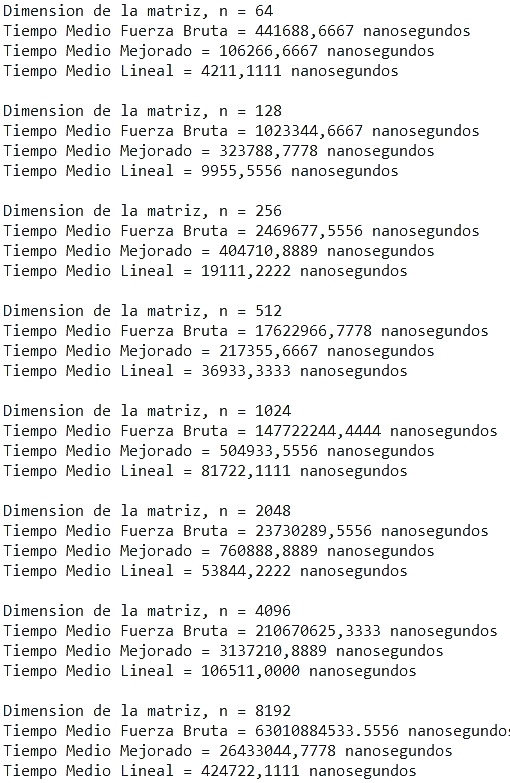 Dimension de la matriz, n = 64
Tiempo Medio Fuerza Bruta = 441688,6667 nanosegundos
Tiempo Medio Mejorado = 106266,6667 nanosegundos
Tiempo Medio Lineal = 4211,1111 nanosegundos
Dimension de la matriz, n = 128
Tiempo Medio Fuerza Bruta = 1023344,6667 nanosegundos
Tiempo Medio Mejorado = 323788,7778 nanosegundos
Tiempo Medio Lineal = 9955,5556 nanosegundos
Dimension de la matriz, n = 256
Tiempo Medio Fuerza Bruta = 2469677,5556 nanosegundos
Tiempo Medio Mejorado = 404710,8889 nanosegundos
Tiempo Medio Lineal = 19111,2222 nanosegundos
Dimension de la matriz, n = 512
Tiempo Medio Fuerza Bruta = 17622966,7778 nanosegundos
Tiempo Medio Mejorado = 217355,6667 nanosegundos
Tiempo Medio Lineal = 36933,3333 nanosegundos
Dimension de la matriz, n = 1024
Tiempo Medio Fuerza Bruta = 147722244,4444 nanosegundos
Tiempo Medio Mejorado = 504933,5556 nanosegundos
Tiempo Medio Lineal = 81722,1111 nanosegundos
Dimension de la matriz, n = 2048
Tiempo Medio Fuerza Bruta = 23730289,5556 nanosegundos
Tiempo Medio Mejorado = 760888,8889 nanosegundos
Tiempo Medio Lineal = 53844,2222 nanosegundos
Dimension de la matriz, n = 4096
Tiempo Medio Fuerza Bruta = 210670625,3333 nanosegundos
Tiempo Medio Mejorado = 3137210,8889 nanosegundos
Tiempo Medio Lineal = 106511,0000 nanosegundos
Dimension de la matriz, n = 8192
Tiempo Medio Fuerza Bruta = 63010884533.5556 nanosegundos
Tiempo Medio Mejorado = 26433044,7778 nanosegundos
Tiempo Medio Lineal = 424722,1111 nanosegundos